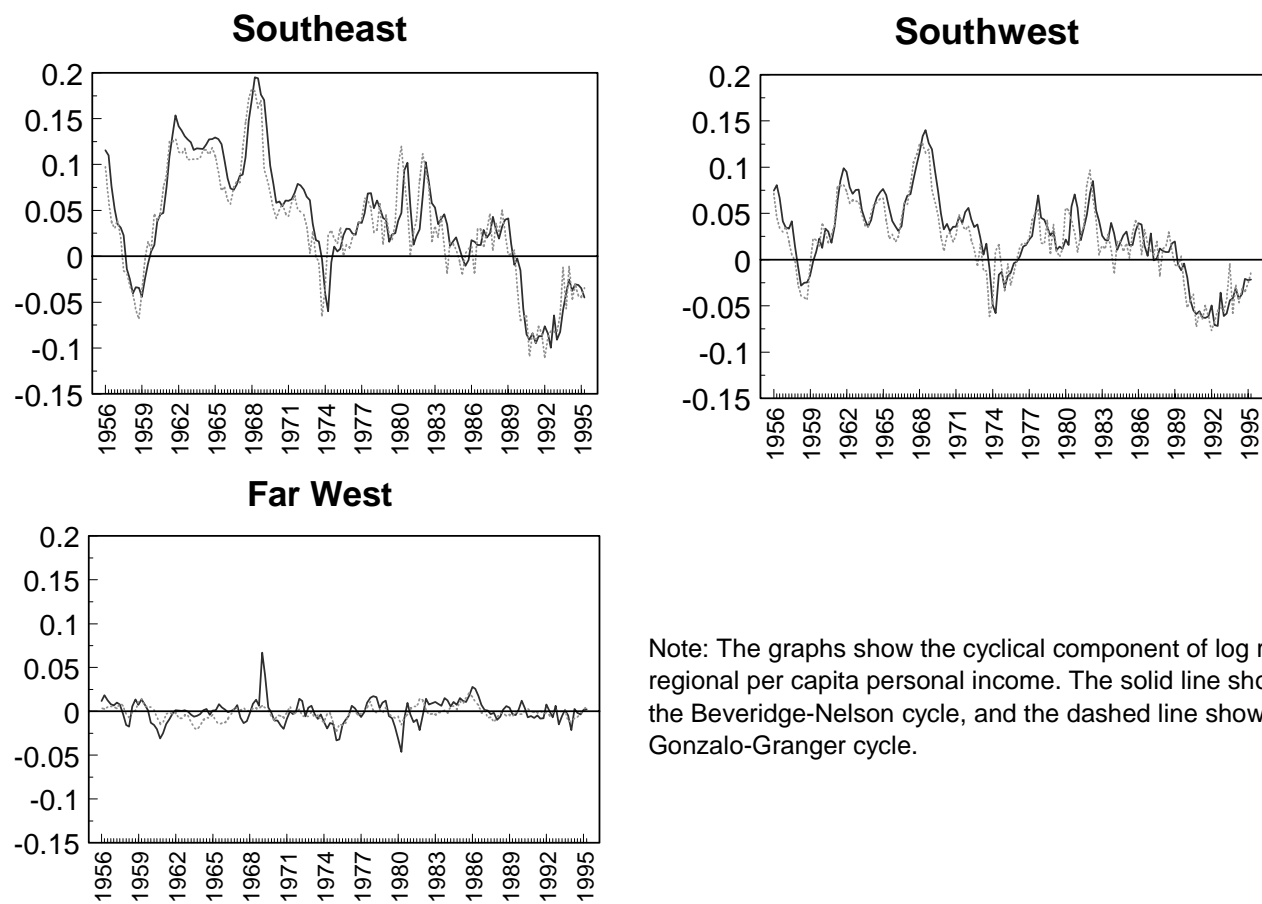 Southeast
0.2
0.15
0.1
0.05
0
-0.05
-0.1
-0.15
1956 1959 1962 1965 1968 1971 1974 1977 1980 1983 1986 1989 1992 1995
Southwest
0.2
0.15
0.1
0.05
0
-0.05
-0.1
-0.15
1956 1959 1962 1965 1968 1971 1974 1977 1980 1983 1986 1989 1992 1995
Far West
0.2
0.15
0.1
0.05
0
-0.05
-0.1
-0.15
1956 1959 1962 1965 1968 1971 1974 1977 1980 1983 1986 1989 1992 1995
Note: The graphs show the cyclical component of log
regional per capita personal income. The solid line
the Beveridge-Nelson cycle, and the dashed line show
Gonzalo-Granger cycle.